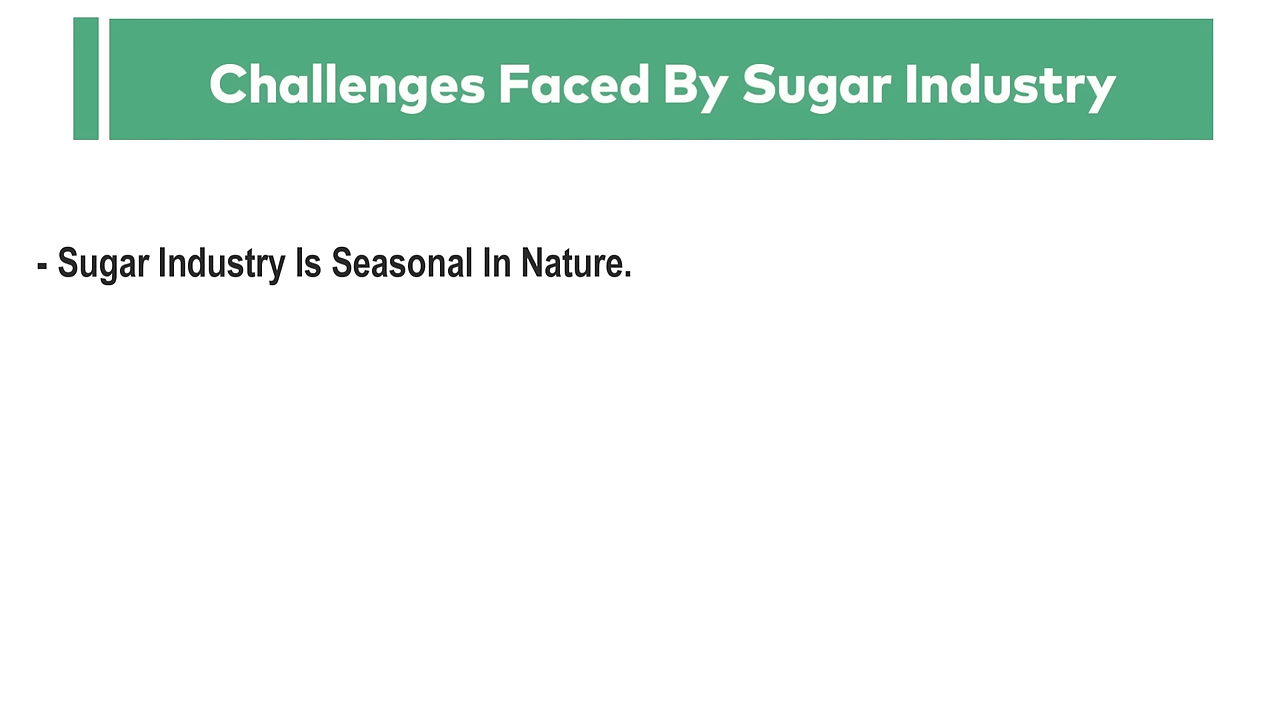 Challenges Faced By Sugar Industry
- Sugar Industry Is Seasonal In Nature.